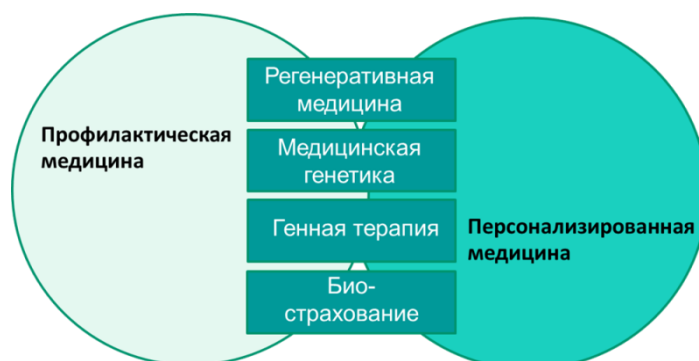 Регенеративная
медицина
Профилактическая
медицина
Медицинская
генетика
Генная терапия
Персонализированная
медицина
Био-
страхование